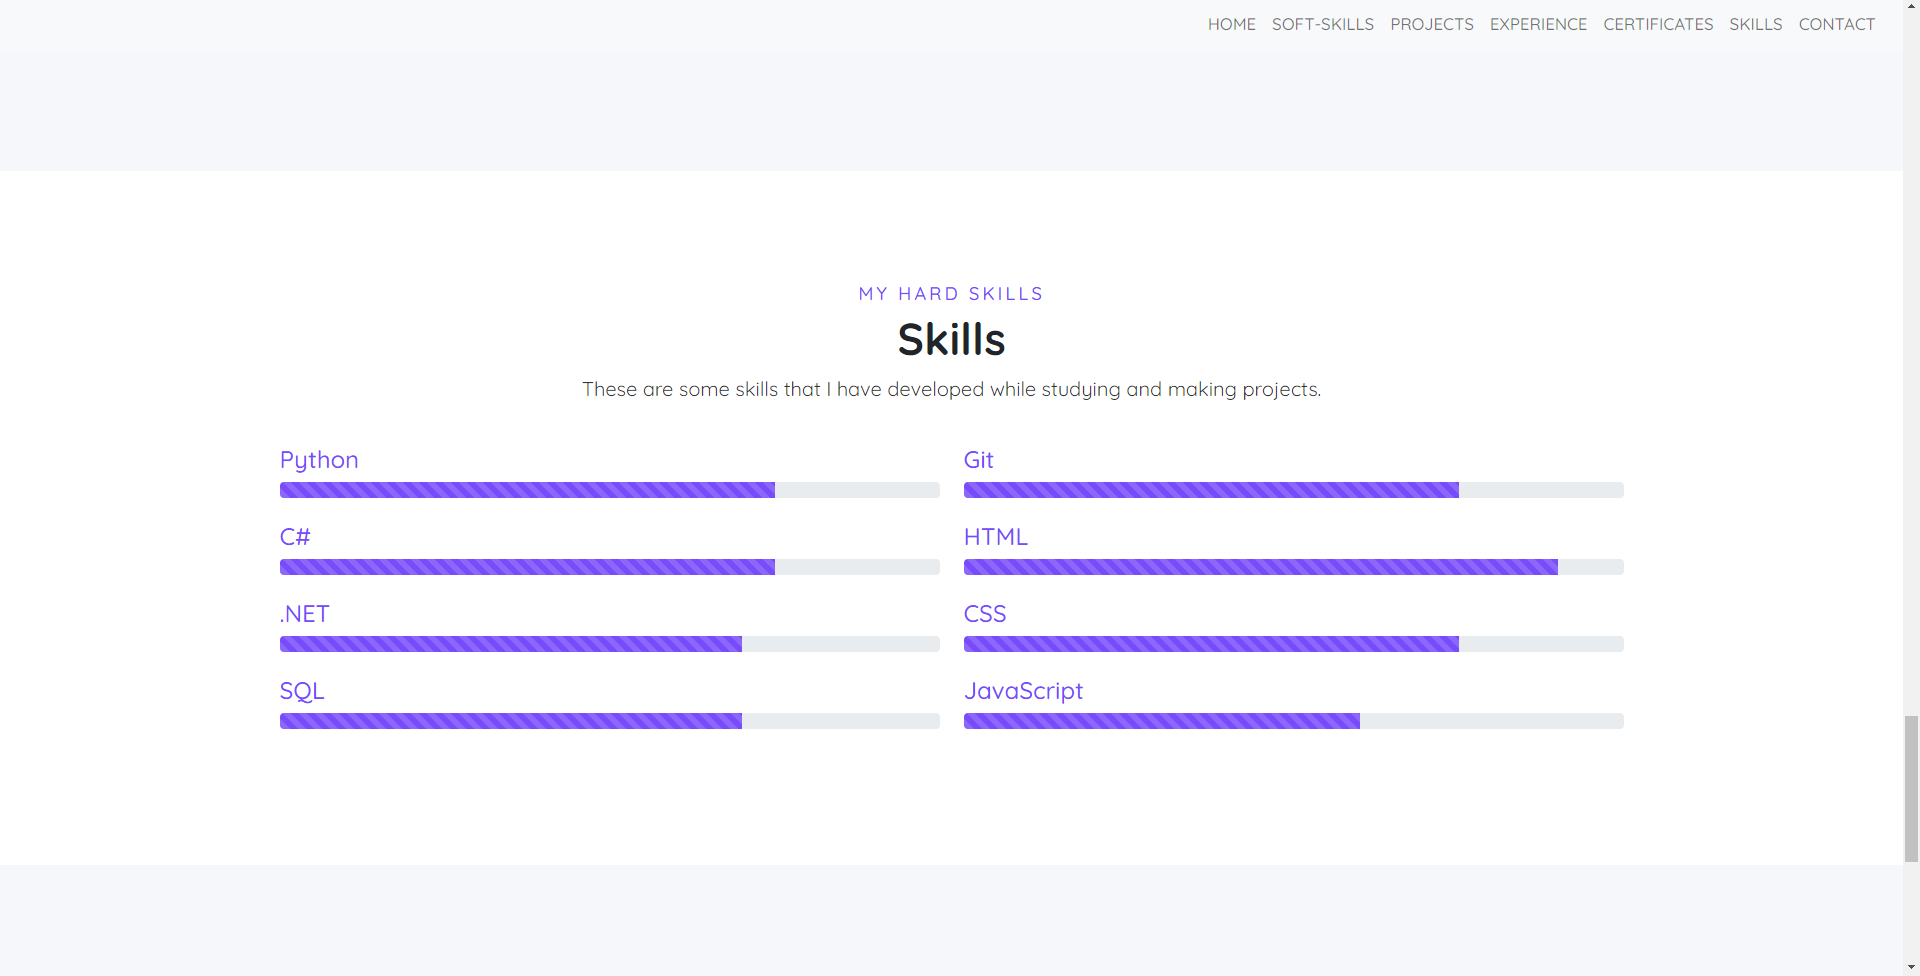 HOME SOFT-SKILLS PROJECTS EXPERIENCE CERTIFICATES SKILLS CONTACT
MY HARD SKILLS
Skills
These are some skills that I have developed while studying and making projects.
Python
C#
.NET
SQL
Git
HTML
CSS
JavaScript